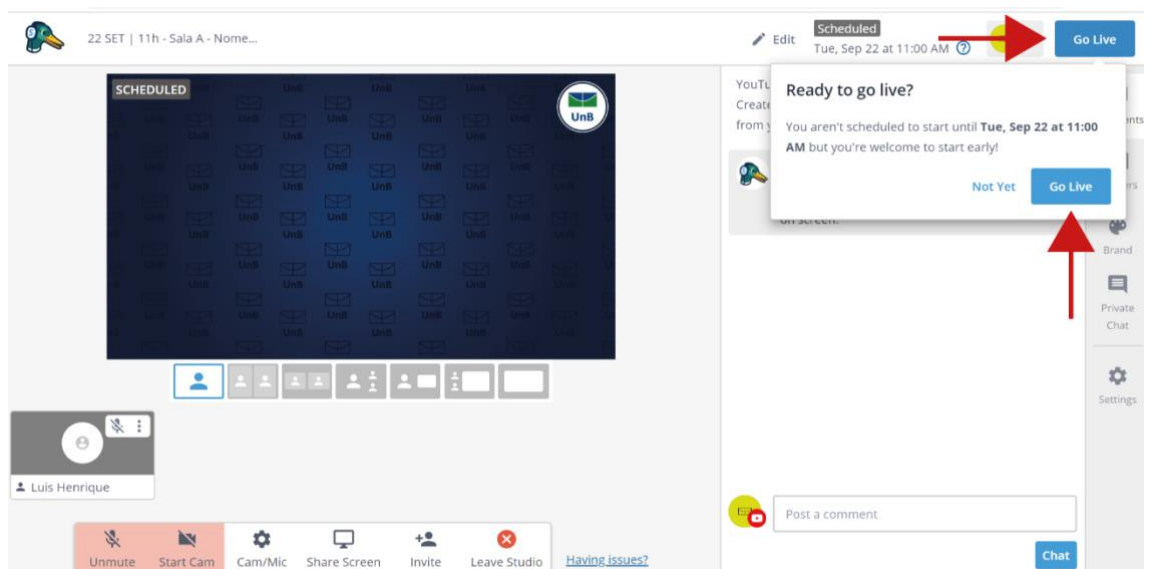 22 SET | 11h - Sala A - Nome...
Edit
Scheduled
Tue, Sep 22 at 11:00 AM
Go Live
SCHEDULED
UnB
Ready to go live?
You aren't scheduled to start until Tue, Sep 22 at 11:00
AM but you're welcome to start early!
Not Yet
Go Live
on screen.
Brand
Private
Chat
Settings
Luis Henrique
Unmute
Start Cam
Cam/Mic
Share Screen
Invite
Leave Studio
Having issues?
Post a comment
Chat